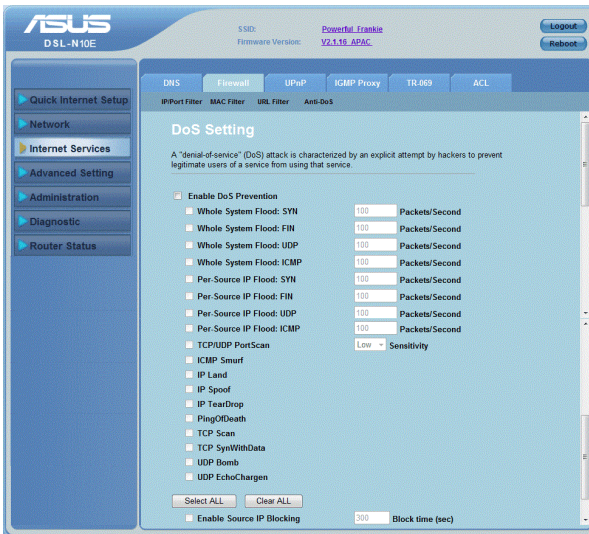 ASUS
DSL-N10E
SSID: Powerful_Frankie
Firmware Version: V2.1.16_APAC_
Logout
Reboot
DNS Firewall UPnP IGMP Proxy TR-069 ACL
IP/Port Filter MAC Filter URL Filter Anti-DoS
Quick Internet Setup
Network
Internet Services
Advanced Setting
Administration
Diagnostic
Router Status
DoS Setting
A "denial-of-service" (DoS) attack is characterized by an explicit attempt by hackers to prevent
legitimate users of a service from using that service.
Enable DoS Prevention
Whole System Flood: SYN 100 Packets/Second
Whole System Flood: FIN 100 Packets/Second
Whole System Flood: UDP 100 Packets/Second
Whole System Flood: ICMP 100 Packets/Second
Per-Source IP Flood: SYN 100 Packets/Second
Per-Source IP Flood: FIN 100 Packets/Second
Per-Source IP Flood: UDP 100 Packets/Second
Per-Source IP Flood: ICMP 100 Packets/Second
TCP/UDP PortScan Low Sensitivity
ICMP Smurf
IP Land
IP Spoof
IP TearDrop
PingOfDeath
TCP Scan
TCP SynWithData
UDP Bomb
UDP EchoChargen
Select ALL Clear ALL
Enable Source IP Blocking 300 Block time (sec)